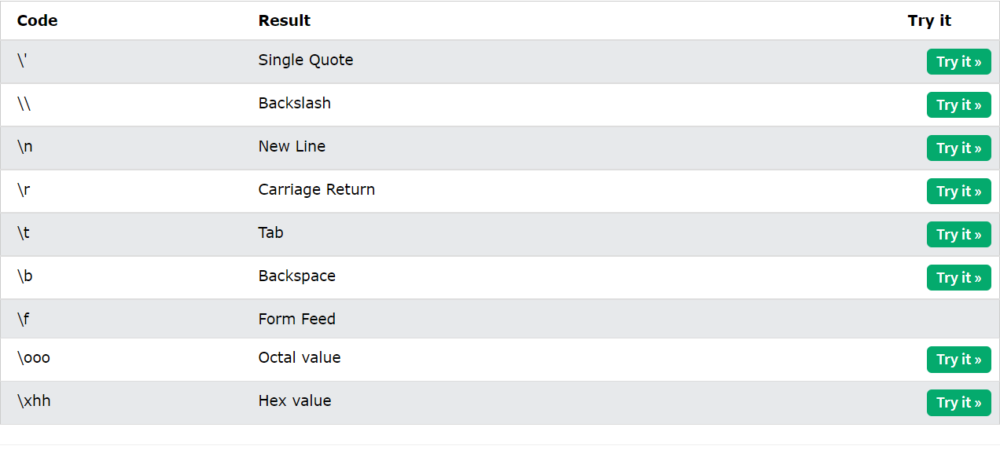 Code Result Try it
\' Single Quote Try it »
\\ Backslash Try it »
\n New Line Try it »
\r Carriage Return Try it »
\t Tab Try it »
\b Backspace Try it »
\f Form Feed
\ooo Octal value Try it »
\xhh Hex value Try it »